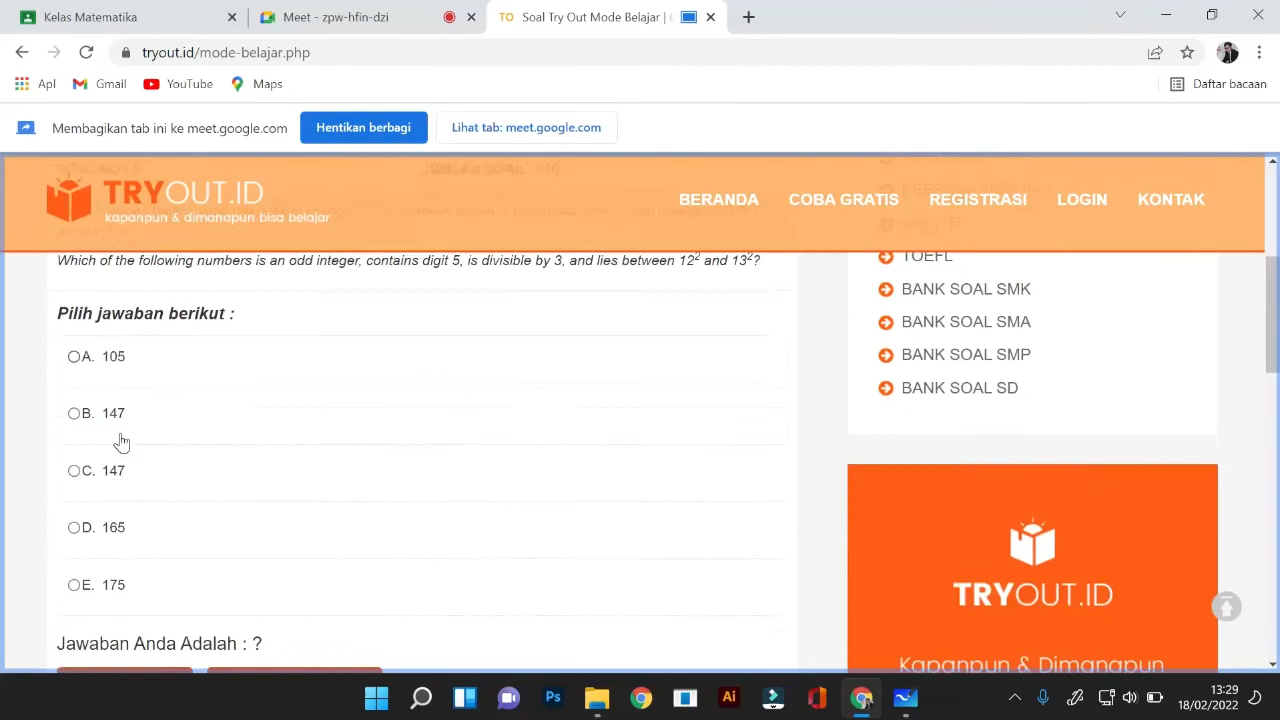 Kelas Matematika
Meet - zpw-hfin-dzi
TO Soal Try Out Mode Belajar |
tryout.id/mode-belajar.php
Apl
Gmail
YouTube
Maps
Daftar bacaan
Membagikan tab ini ke meet.google.com
Hentikan berbagi
Lihat tab: meet.google.com
TRYOUT.ID
kapanpun & dimanapun bisa belajar
BERANDA
COBA GRATIS
REGISTRASI
LOGIN
KONTAK
Which of the following numbers is an odd integer, contains digit 5, is divisible by 3, and lies between 12² and 13²?
Pilih jawaban berikut :
A. 105
B. 147
C. 147
D. 165
E. 175
Jawaban Anda Adalah : ?
TOEFL
BANK SOAL SMK
BANK SOAL SMA
BANK SOAL SMP
BANK SOAL SD
TRYOUT.ID
Kapanpun & Dimanapun
Ps
Ai
13:29
18/02/2022